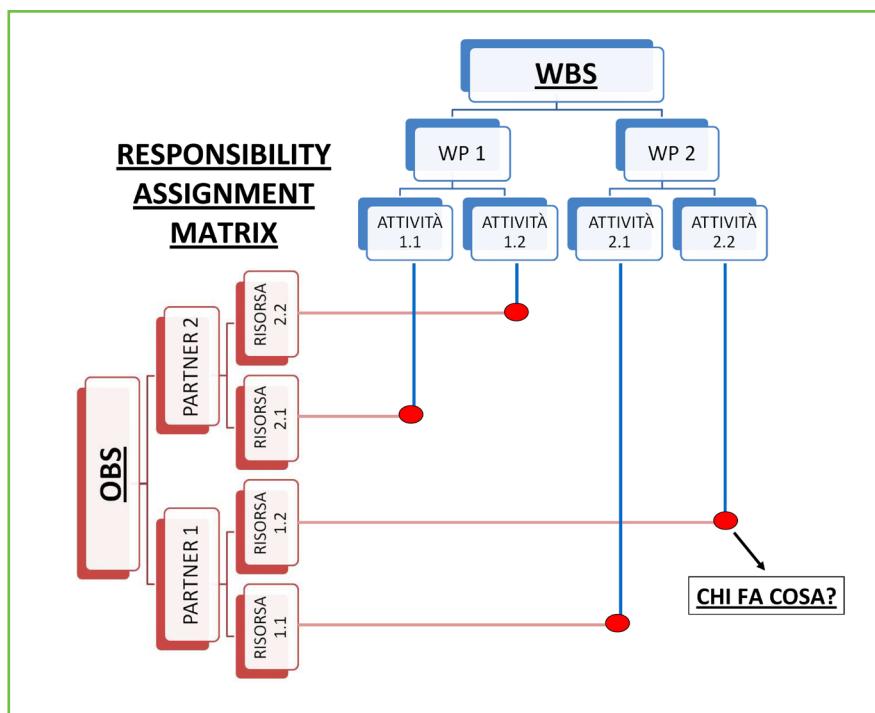 WBS
WP 1
WP 2
RESPONSIBILITY
ASSIGNMENT
MATRIX
ATTIVITÀ
1.1
ATTIVITÀ
1.2
ATTIVITÀ
2.1
ATTIVITÀ
2.2
OBS
PARTNER 2
RISORSA
2.2
RISORSA
2.1
PARTNER 1
RISORSA
1.2
RISORSA
1.1
CHI FA COSA?